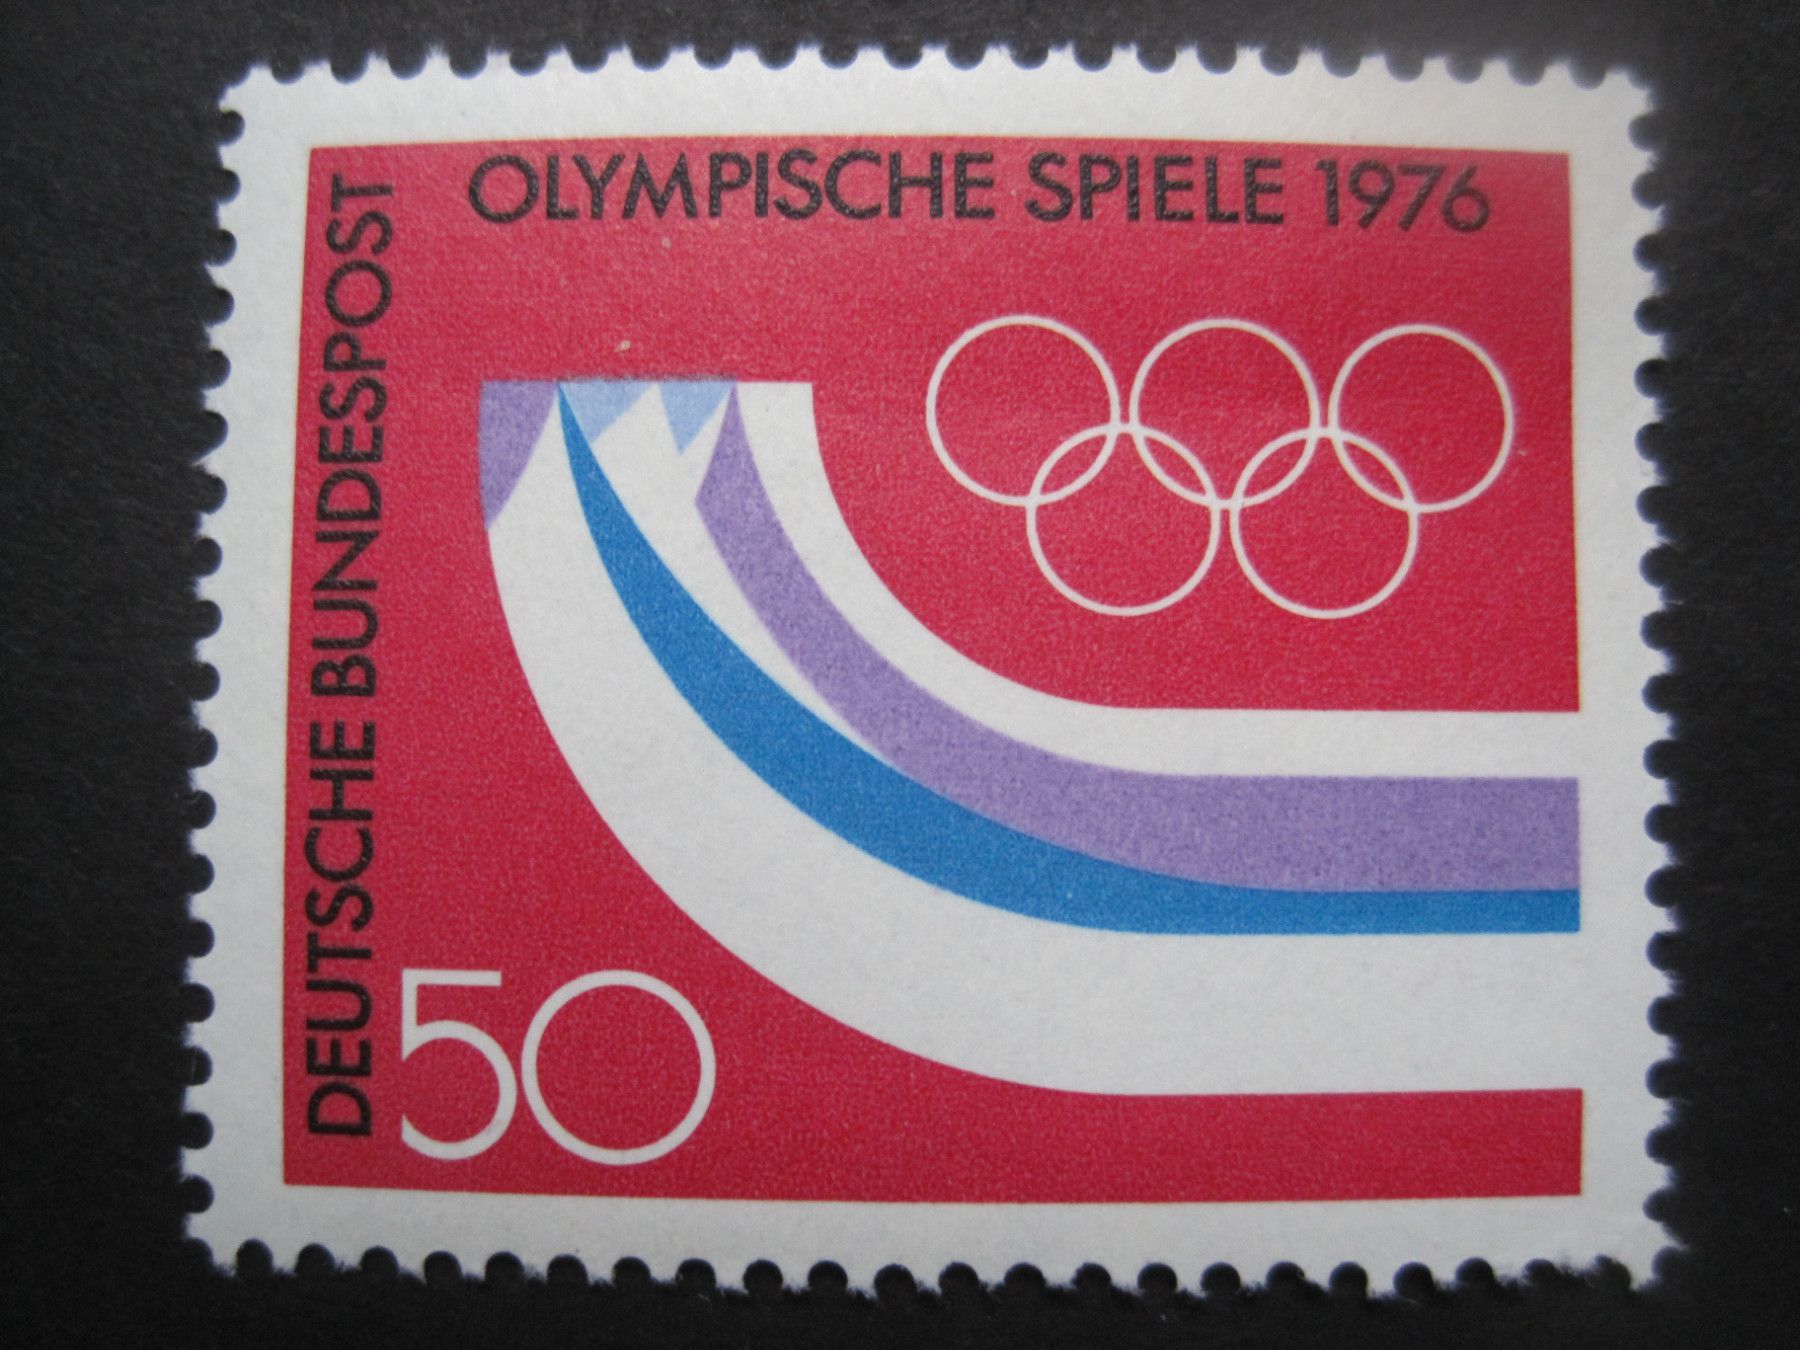 OLYMPISCHE SPIELE 1976
DEUTSCHE BUNDESPOST
50